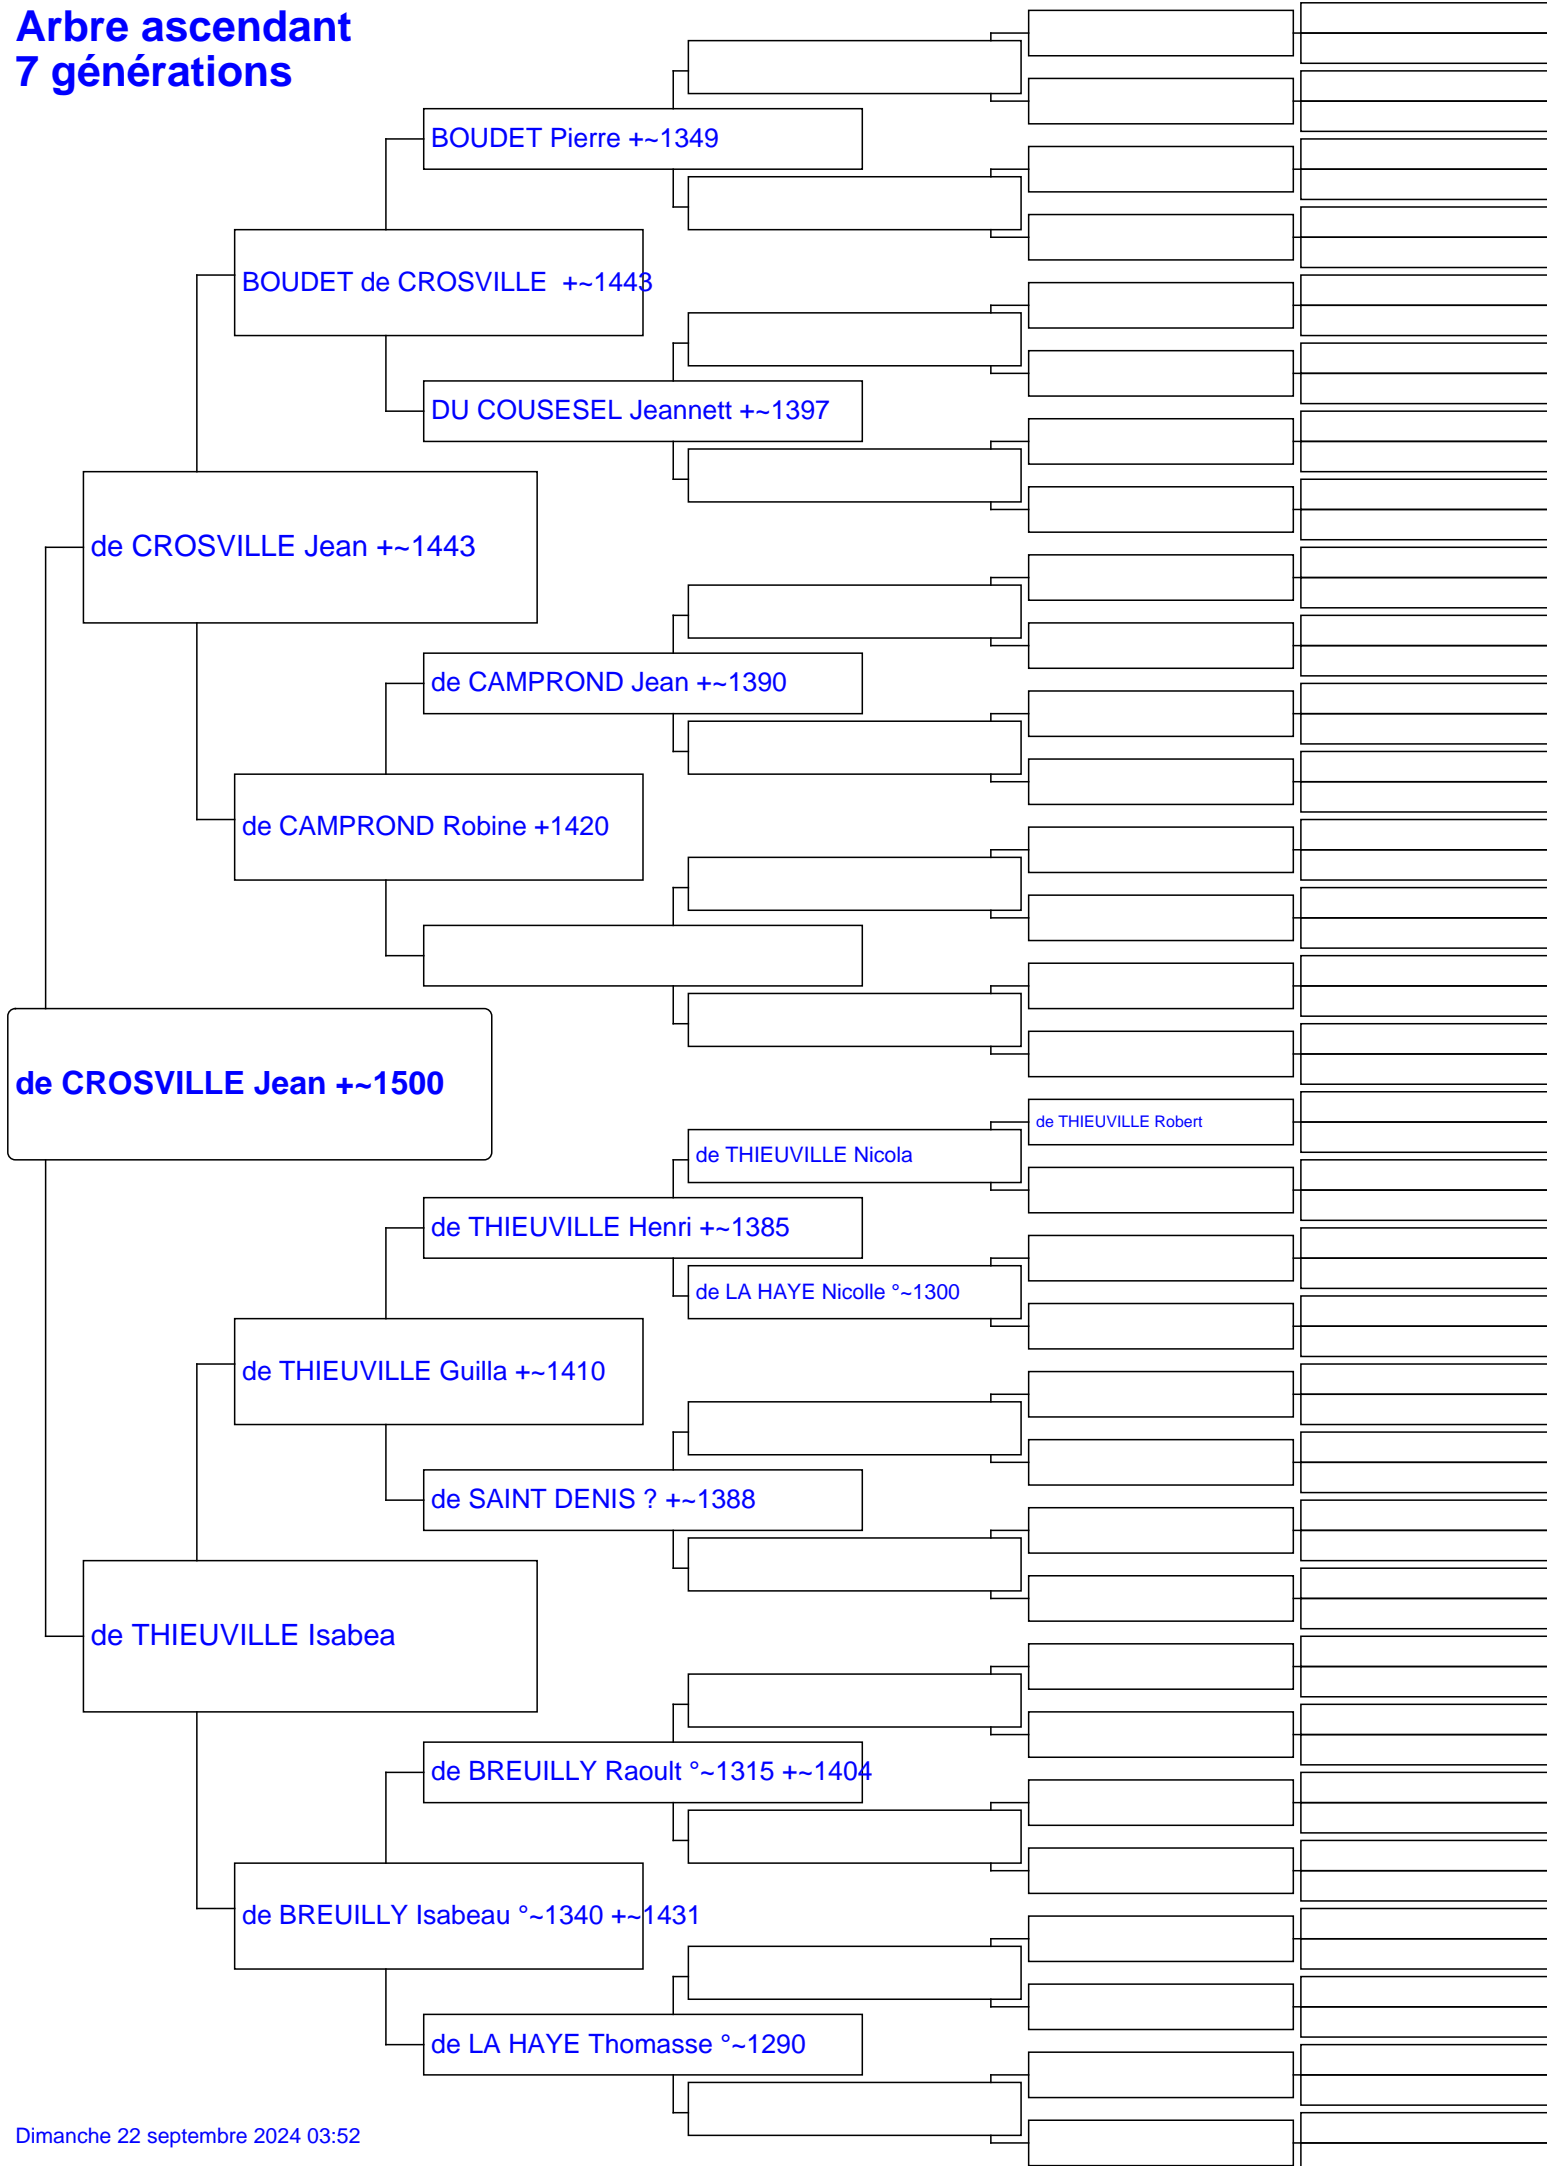 Arbre ascendant
7 générations
BOUDET Pierre +~1349
BOUDET de CROSVILLE  +~1443
DU COUSESEL Jeannett +~1397
de CROSVILLE Jean +~1443
de CAMPROND Jean +~1390
de CAMPROND Robine +1420
de CROSVILLE Jean +~1500
de THIEUVILLE Robert
de THIEUVILLE Nicola
de THIEUVILLE Henri +~1385
de LA HAYE Nicolle °~1300
de THIEUVILLE Guilla +~1410
de SAINT DENIS ? +~1388
de THIEUVILLE Isabea
de BREUILLY Raoult °~1315 +~1404
de BREUILLY Isabeau °~1340 +~1431
de LA HAYE Thomasse °~1290
Dimanche 22 septembre 2024 03:52